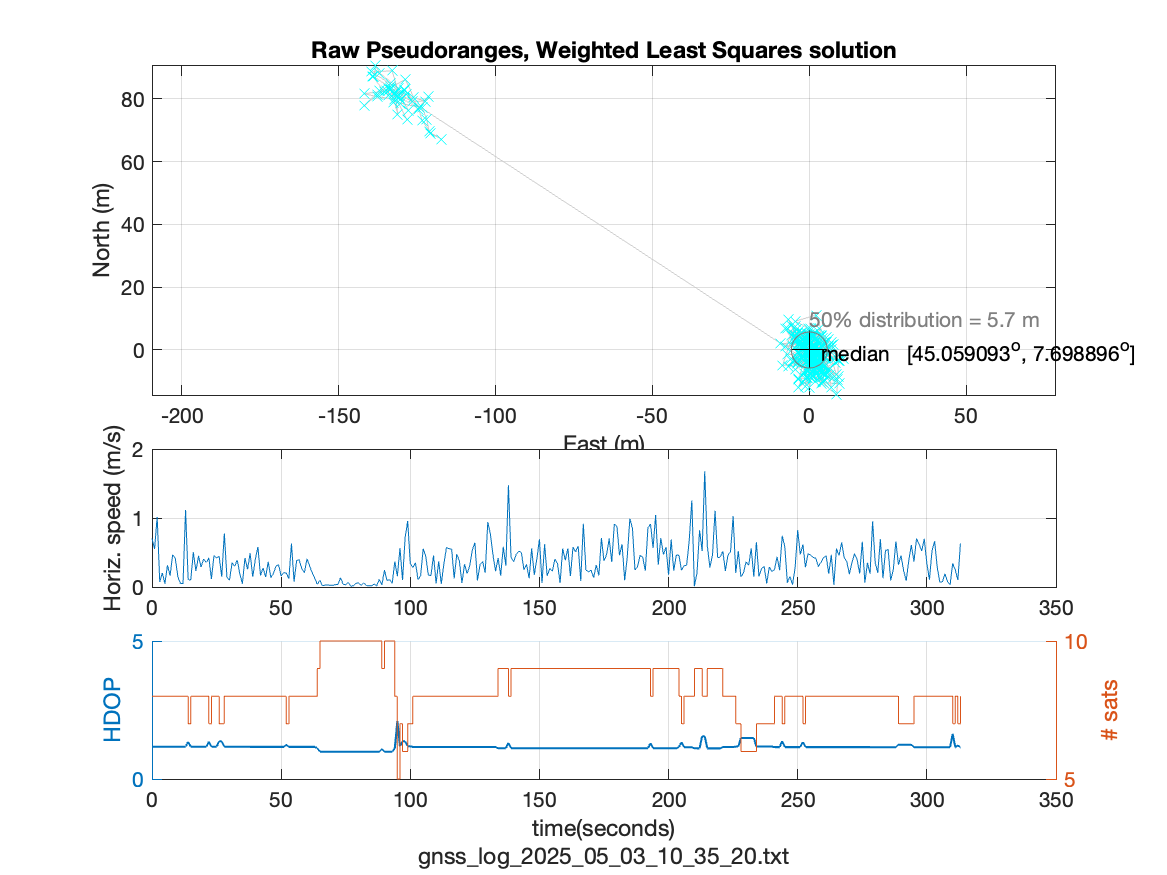 Raw Pseudoranges, Weighted Least Squares solution
North (m)
80
60
40
20
0
50% distribution = 5.7 m
median [45.059093°, 7.698896°]
-200 -150 -100 -50 0 50
East (m)
Horiz. speed (m/s)
2
1
0
0 50 100 150 200 250 300 350
HDOP
5
0
10
5
# sats
0 50 100 150 200 250 300 350
time(seconds)
gnss_log_2025_05_03_10_35_20.txt